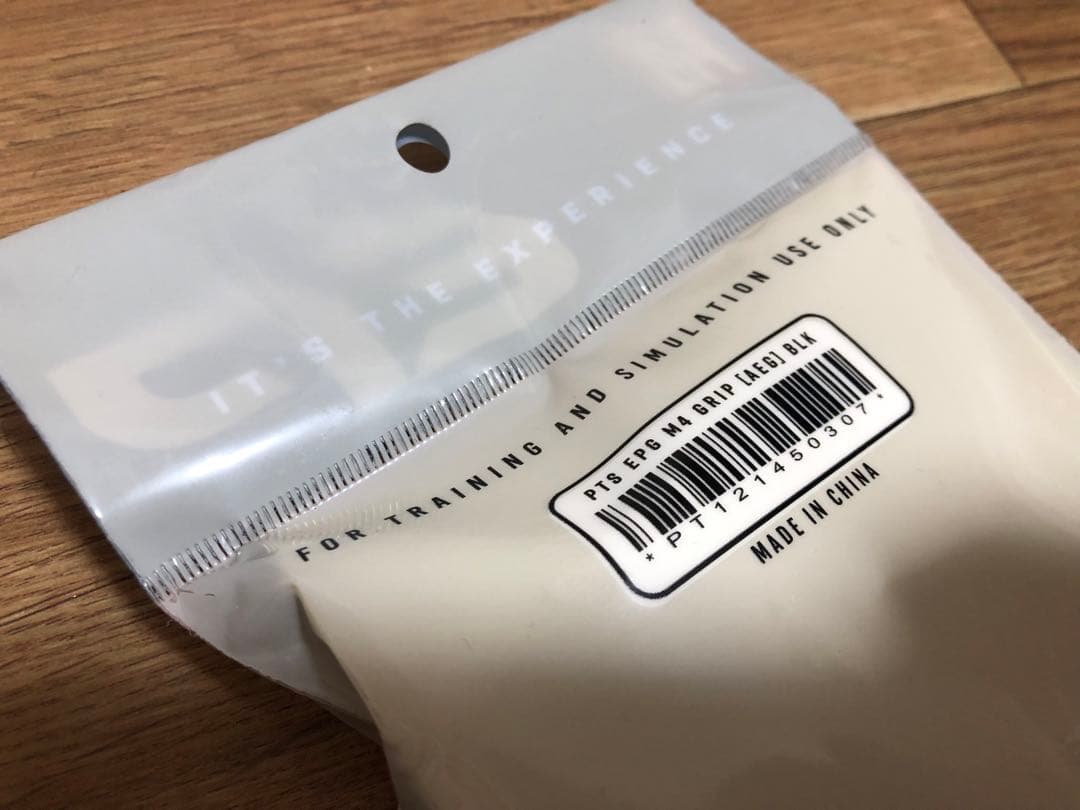 IT'S THE EXPERIENCE
FOR TRAINING AND SIMULATION USE ONLY
PTS EPG M4 GRIP [AEG] BLK
*PT121450307*
MADE IN CHINA